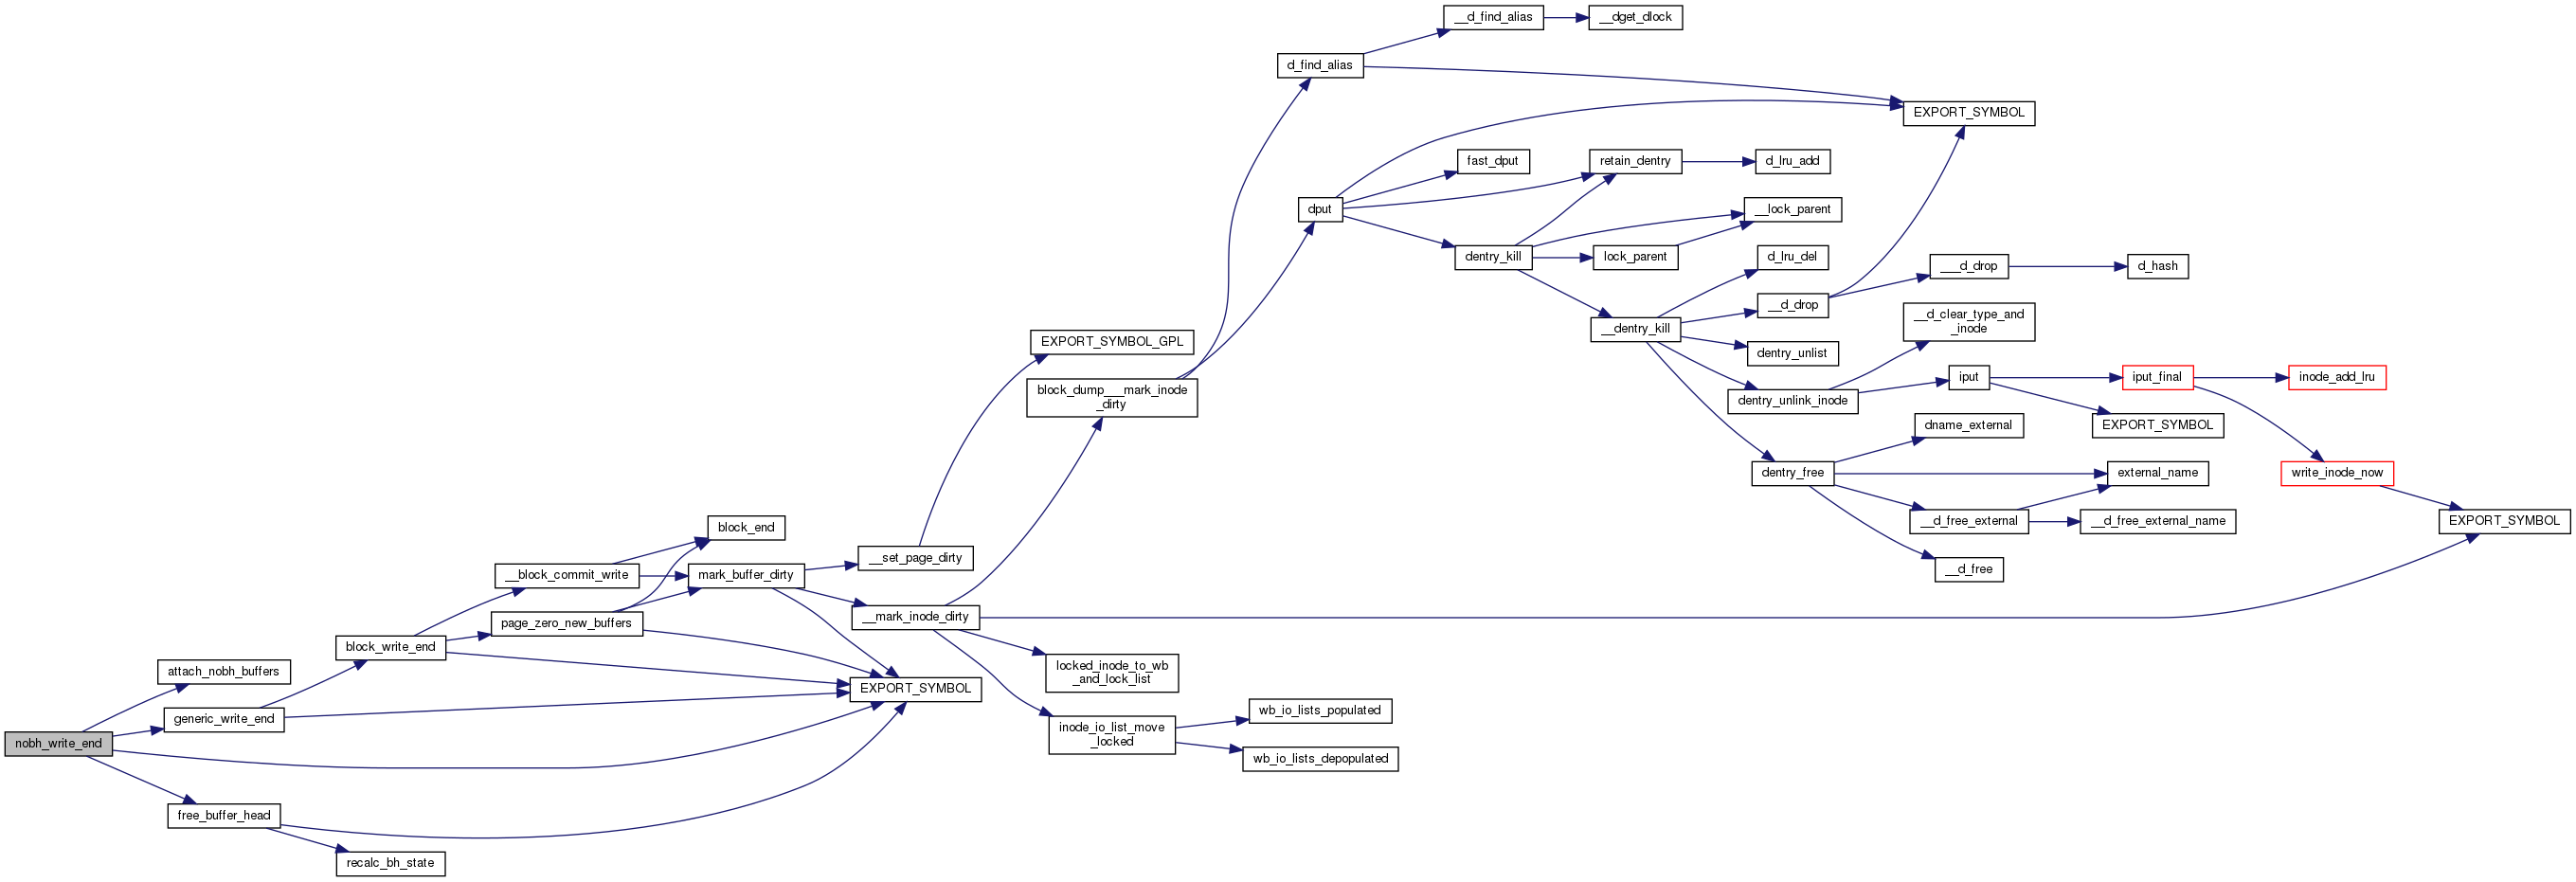 __d_find_alias
__dget_dlock
d_find_alias
EXPORT_SYMBOL
fast_dput
retain_dentry
d_lru_add
dput
__lock_parent
dentry_kill
lock_parent
d_lru_del
___d_drop
d_hash
__d_drop
__d_clear_type_and
_inode
__dentry_kill
EXPORT_SYMBOL_GPL
dentry_unlist
iput
iput_final
inode_add_lru
block_dump___mark_inode
_dirty
dentry_unlink_inode
dname_external
EXPORT_SYMBOL
dentry_free
external_name
write_inode_now
__d_free_external
__d_free_external_name
EXPORT_SYMBOL
block_end
__set_page_dirty
__d_free
__block_commit_write
mark_buffer_dirty
page_zero_new_buffers
__mark_inode_dirty
block_write_end
attach_nobh_buffers
locked_inode_to_wb
_and_lock_list
EXPORT_SYMBOL
generic_write_end
wb_io_lists_populated
nobh_write_end
inode_io_list_move
_locked
wb_io_lists_depopulated
free_buffer_head
recalc_bh_state